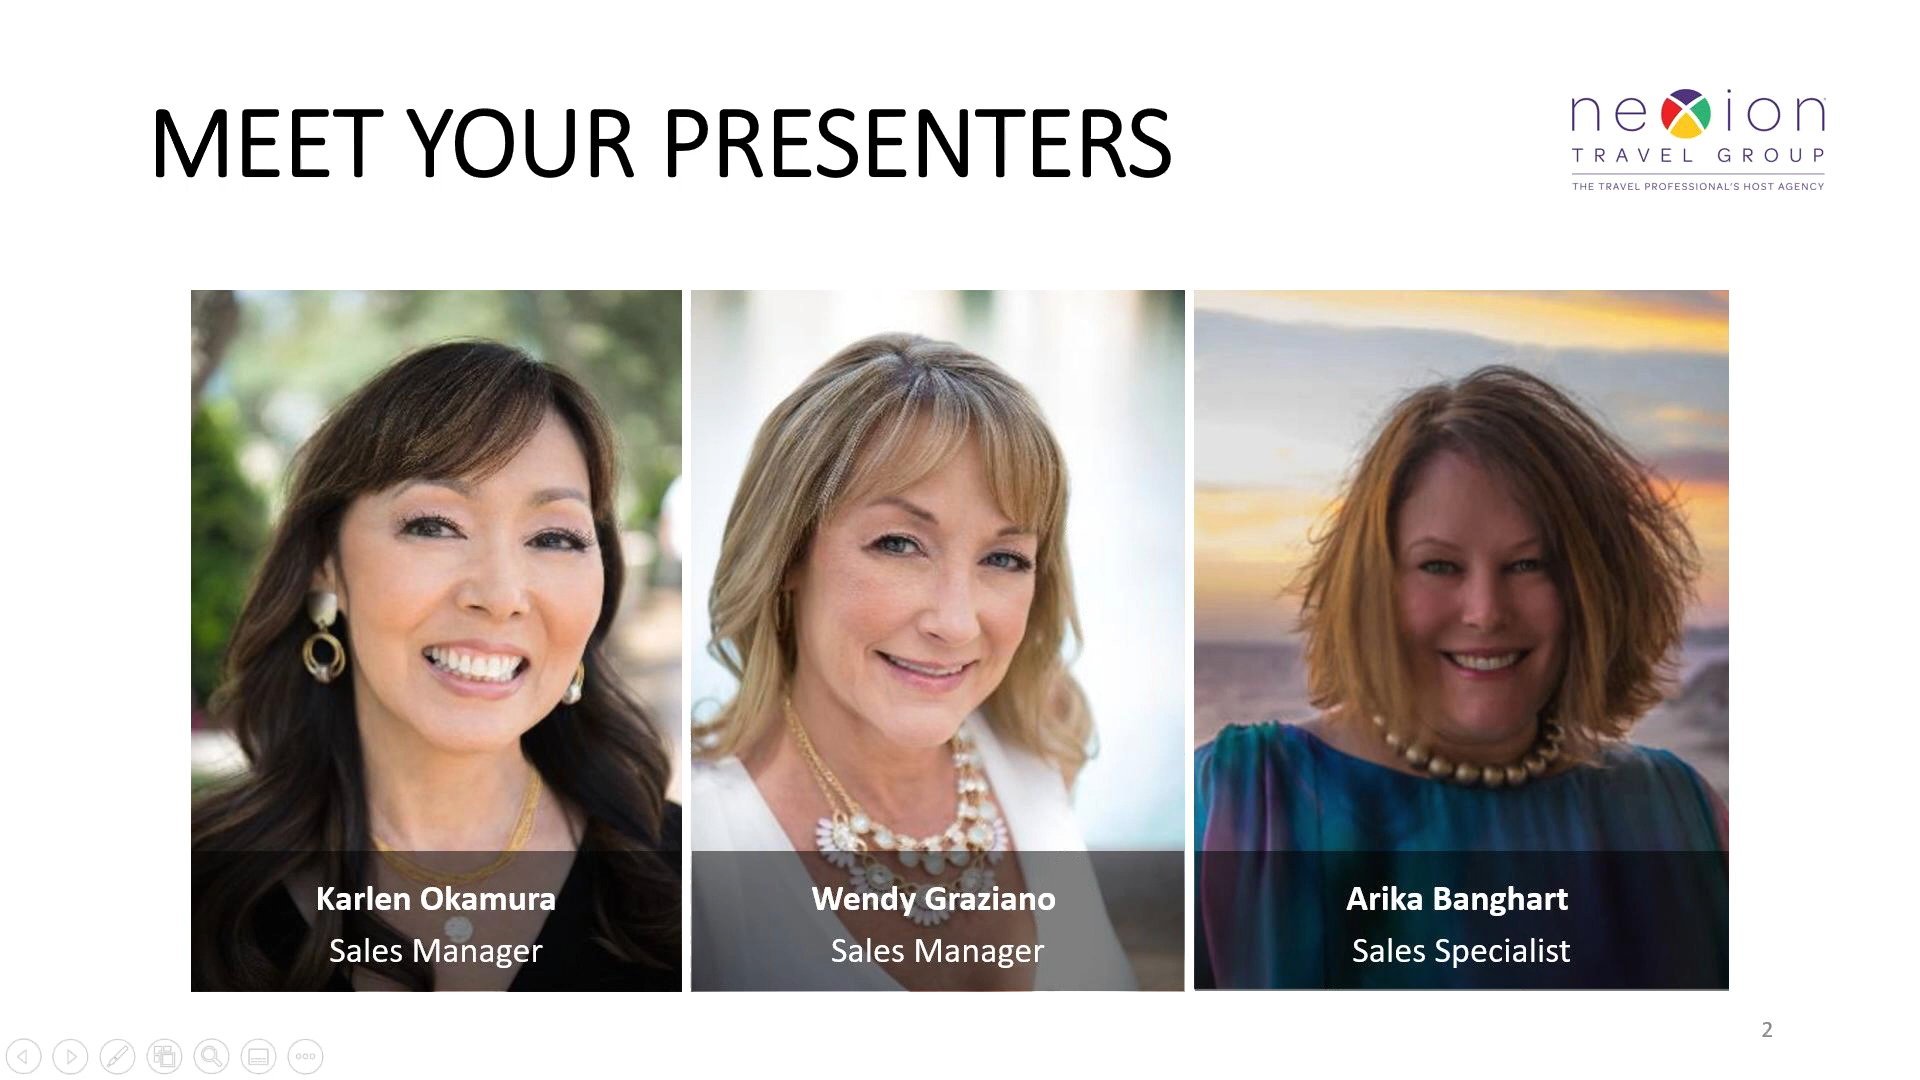 MEET YOUR PRESENTERS
nexion
TRAVEL GROUP
THE TRAVEL PROFESSIONAL'S HOST AGENCY
Karlen Okamura
Sales Manager
Wendy Graziano
Sales Manager
Arika Banghart
Sales Specialist
2